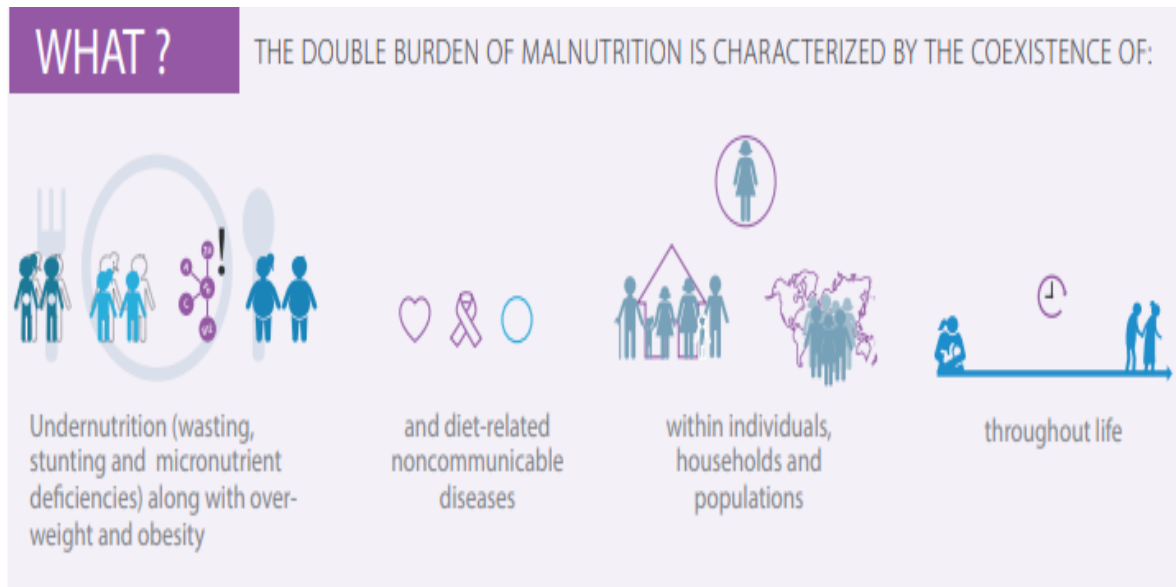 WHAT ?
THE DOUBLE BURDEN OF MALNUTRITION IS CHARACTERIZED BY THE COEXISTENCE OF:
!
Undernutrition (wasting,
stunting and micronutrient
deficiencies) along with over-
weight and obesity
and diet-related
noncommunicable
diseases
within individuals,
households and
populations
throughout life